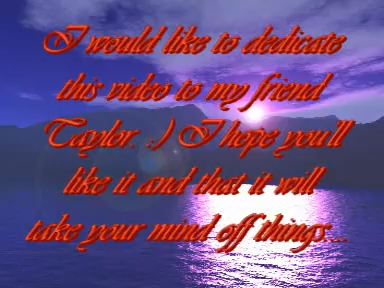 I would like to dedicate
this video to my friend
Taylor. :) I hope you'll
like it and that it will
take your mind off things...